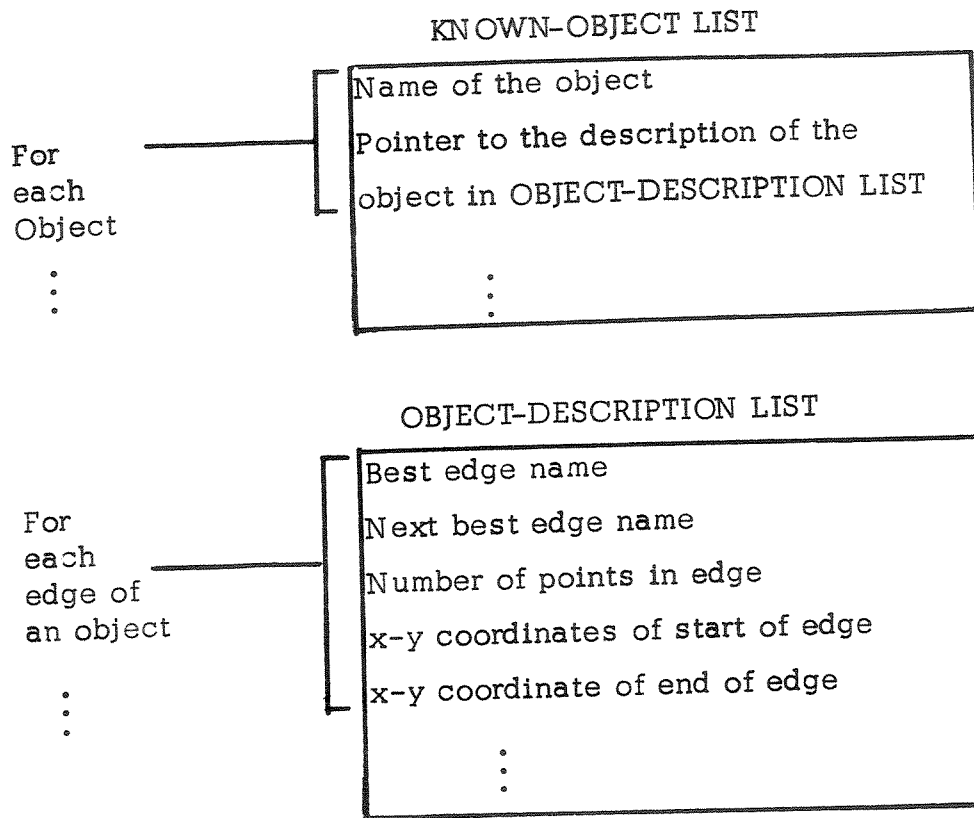 KNOWN-OBJECT LIST
For
each
Object
Name of the object
Pointer to the description of the
object in OBJECT-DESCRIPTION LIST
OBJECT-DESCRIPTION LIST
For
each
edge of
an object
Best edge name
Next best edge name
Number of points in edge
x-y coordinates of start of edge
x-y coordinate of end of edge